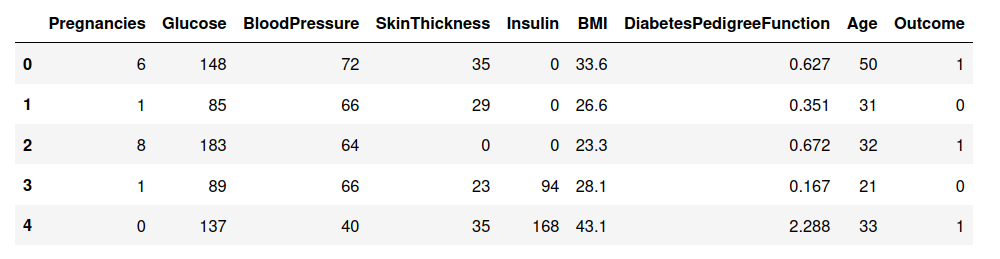 Pregnancies Glucose BloodPressure SkinThickness Insulin BMI DiabetesPedigreeFunction Age Outcome
0 6 148 72 35 0 33.6 0.627 50 1
1 1 85 66 29 0 26.6 0.351 31 0
2 8 183 64 0 0 23.3 0.672 32 1
3 1 89 66 23 94 28.1 0.167 21 0
4 0 137 40 35 168 43.1 2.288 33 1